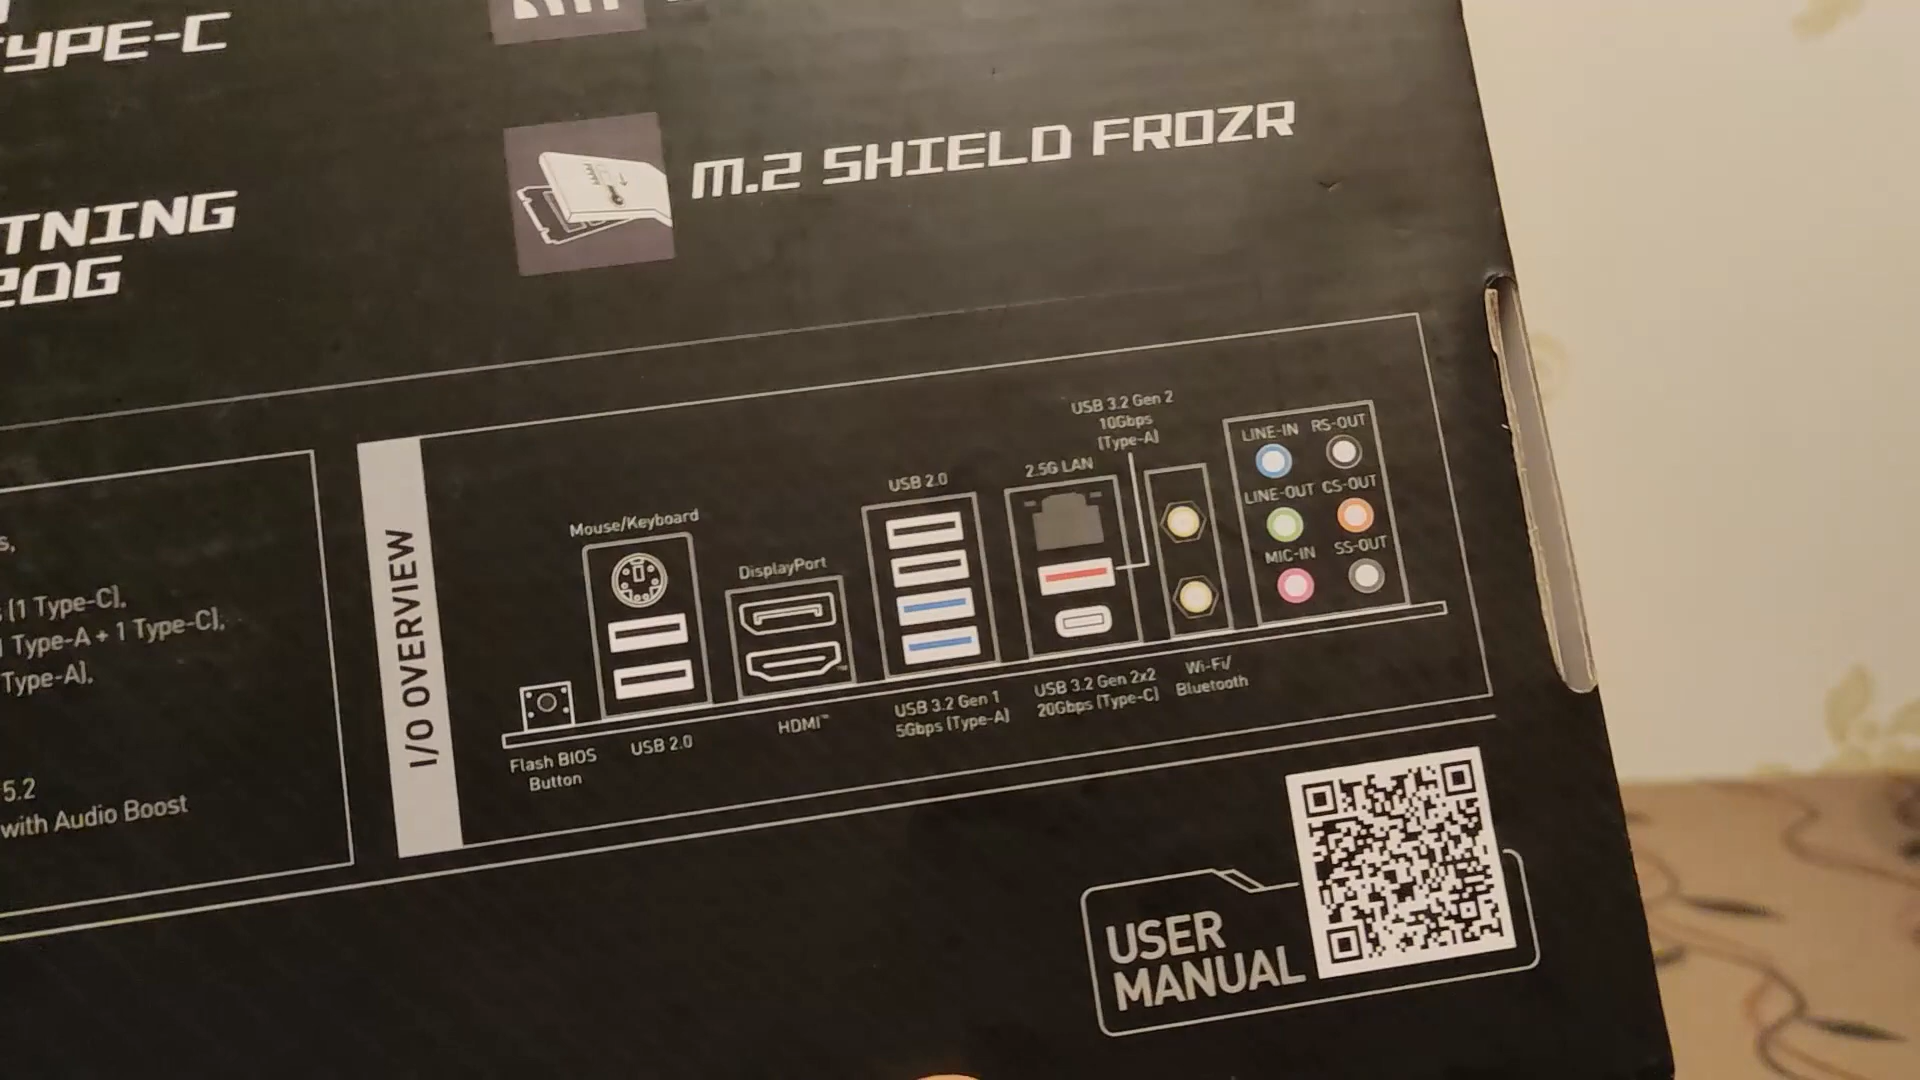 TYPE-C
M.2 SHIELD FROZR
TNING
20G
s,
(1 Type-C),
Type-A + 1 Type-C),
Type-A),
5.2
with Audio Boost
I/O OVERVIEW
Flash BIOS
Button
Mouse/Keyboard
USB 2.0
DisplayPort
HDMI™
USB 2.0
USB 3.2 Gen 1
5Gbps (Type-A)
2.5G LAN
USB 3.2 Gen 2
10Gbps
(Type-A)
USB 3.2 Gen 2x2
20Gbps (Type-C)
Wi-Fi/
Bluetooth
LINE-IN RS-OUT
LINE-OUT CS-OUT
MIC-IN SS-OUT
USER
MANUAL